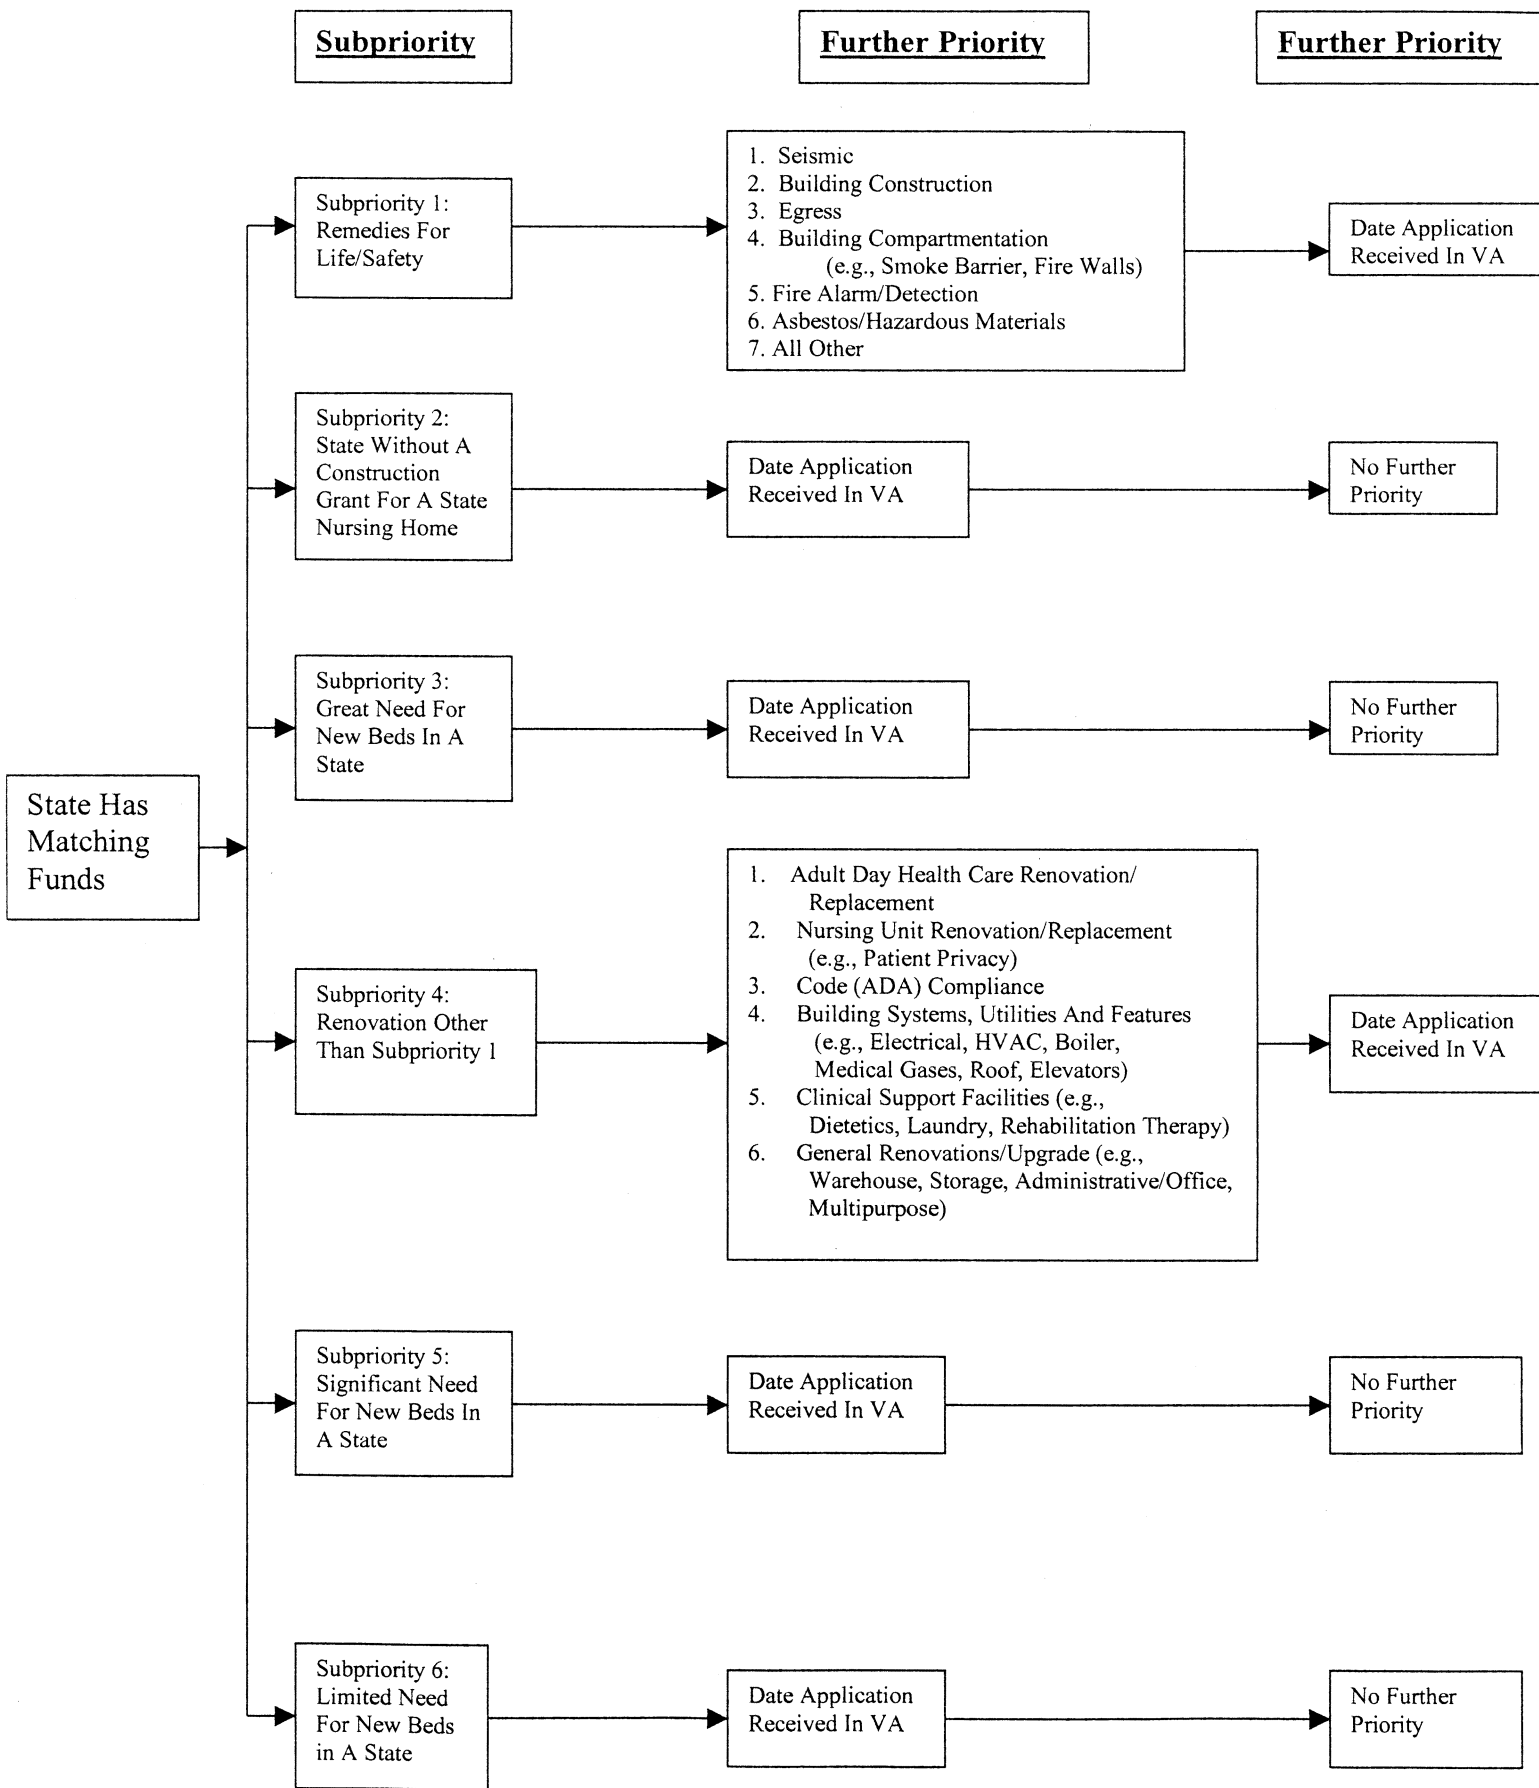 Subpriority
Further Priority
Further Priority
Subpriority 1:
Remedies For
Life/Safety
1. Seismic
2. Building Construction
3. Egress
4. Building Compartmentation
(e.g., Smoke Barrier, Fire Walls)
5. Fire Alarm/Detection
6. Asbestos/Hazardous Materials
7. All Other
Date Application
Received In VA
Subpriority 2:
State Without A
Construction
Grant For A State
Nursing Home
Date Application
Received In VA
No Further
Priority
Subpriority 3:
Great Need For
New Beds In A
State
Date Application
Received In VA
No Further
Priority
State Has
Matching
Funds
Subpriority 4:
Renovation Other
Than Subpriority 1
1. Adult Day Health Care Renovation/
Replacement
2. Nursing Unit Renovation/Replacement
(e.g., Patient Privacy)
3. Code (ADA) Compliance
4. Building Systems, Utilities And Features
(e.g., Electrical, HVAC, Boiler,
Medical Gases, Roof, Elevators)
5. Clinical Support Facilities (e.g.,
Dietetics, Laundry, Rehabilitation Therapy)
6. General Renovations/Upgrade (e.g.,
Warehouse, Storage, Administrative/Office,
Multipurpose)
Date Application
Received In VA
Subpriority 5:
Significant Need
For New Beds In
A State
Date Application
Received In VA
No Further
Priority
Subpriority 6:
Limited Need
For New Beds
in A State
Date Application
Received In VA
No Further
Priority